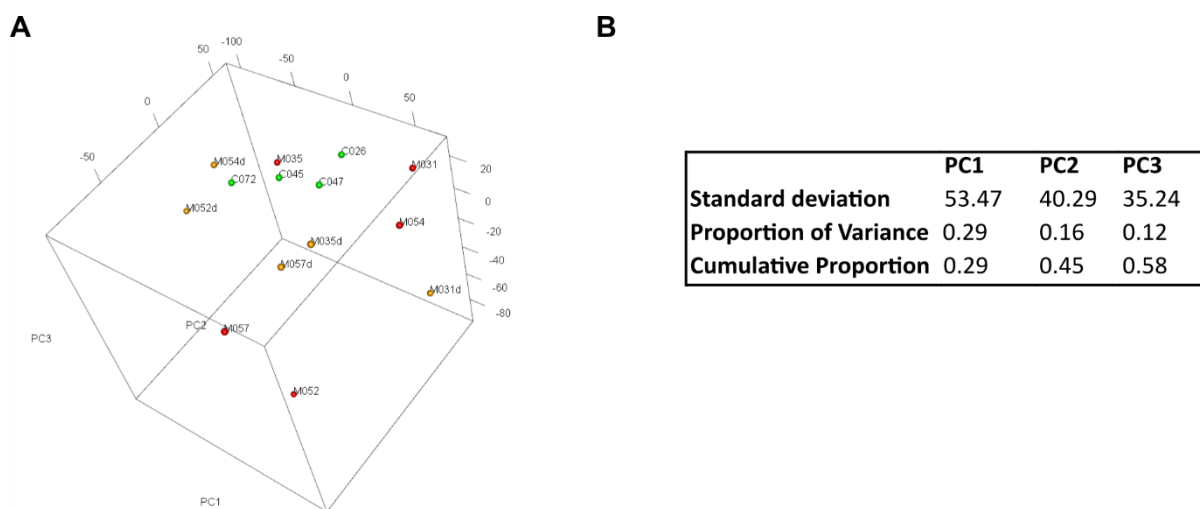 A
B
-100
50
-50
0
0
50
-50
M054d
M035
C026
M031
20
C072
C045
C047
0
M052d
M054
-20
M035d
-40
M057d
-60
M031d
-80
PC2
M057
PC3
M052
PC1
PC1 PC2 PC3
Standard deviation 53.47 40.29 35.24
Proportion of Variance 0.29 0.16 0.12
Cumulative Proportion 0.29 0.45 0.58